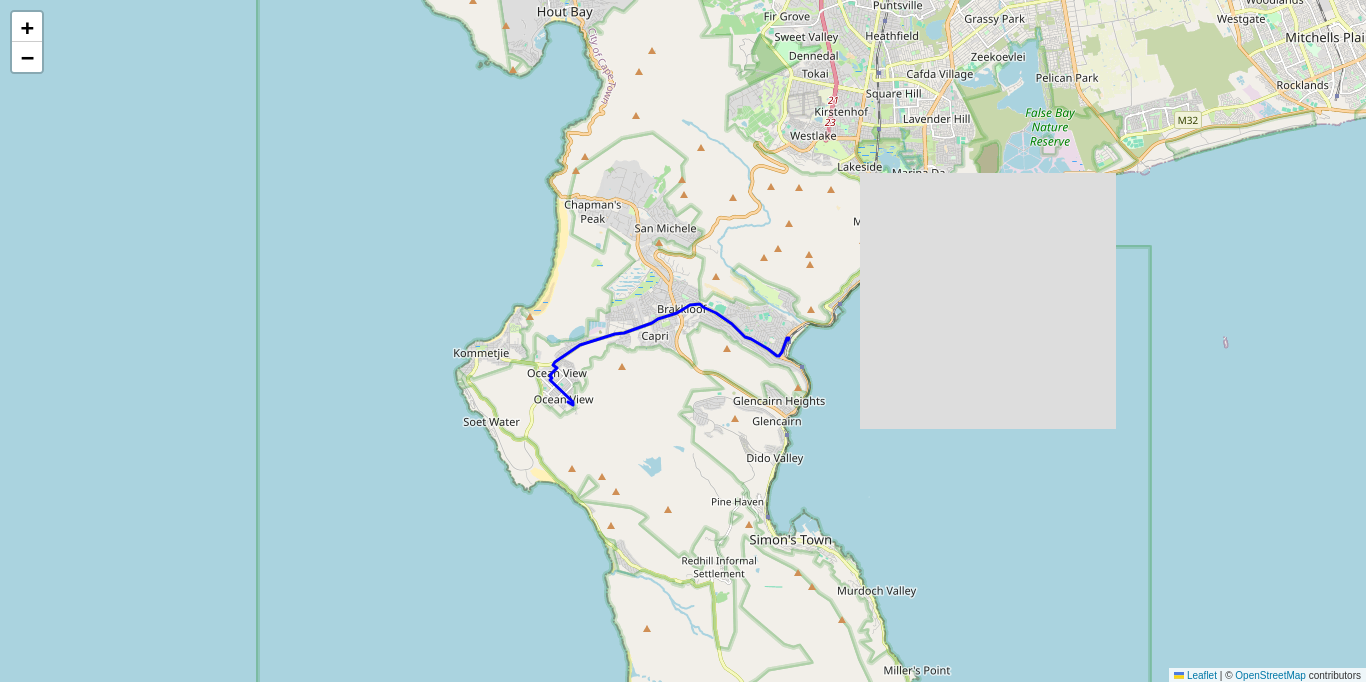 +
−
Hout Bay
City of Cape Town
Fir Grove
Puntsville
Grassy Park
Woodlands
Westgate
Sweet Valley
Heathfield
Mitchells Plai
Dennedal
Zeekoevlei
Tokai
Cafda Village
Pelican Park
Square Hill
Rocklands
21
23
Kirstenhof
Lavender Hill
False Bay
Nature
Reserve
M32
Westlake
Lakeside
Marina Da
Chapman's
Peak
M
San Michele
Brakkloof
Capri
Kommetjie
Ocean View
Ocean View
Glencairn Heights
Soet Water
Glencairn
Dido Valley
Pine Haven
Simon's Town
Redhill Informal
Settlement
Murdoch Valley
Miller's Point
Leaflet | © OpenStreetMap contributors